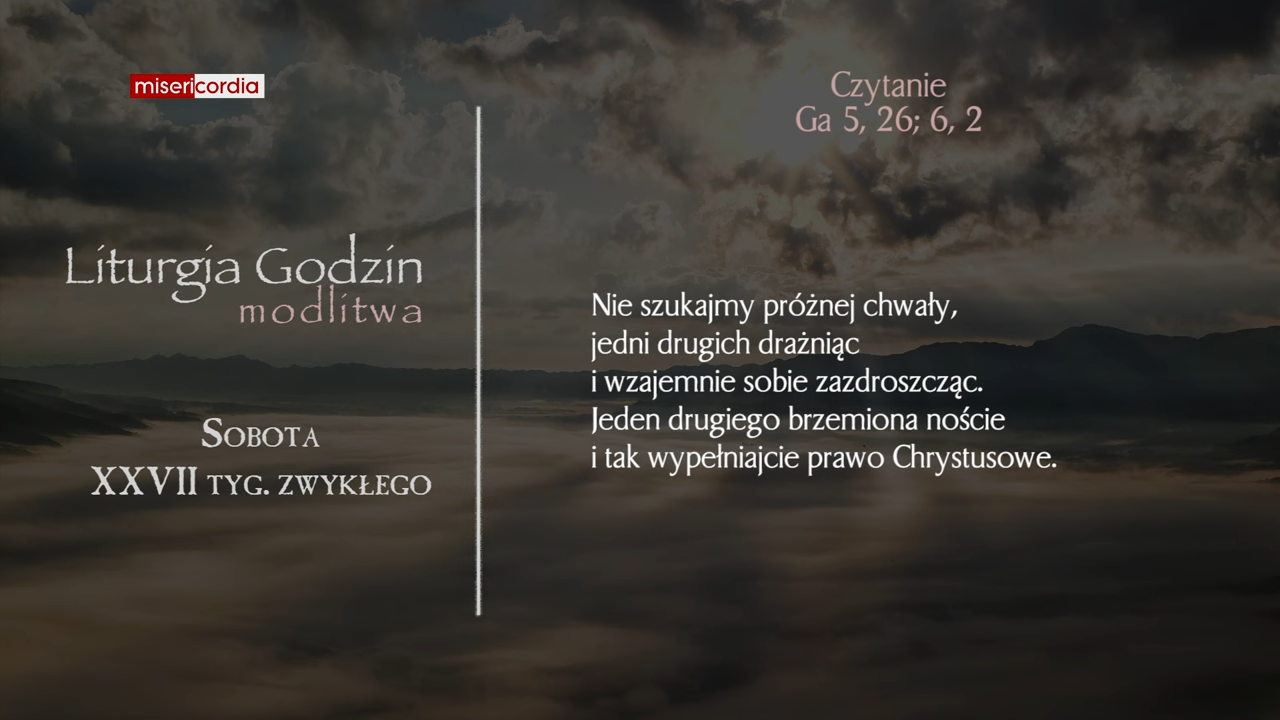 misericordia
Liturgia Godzin
modlitwa
Sobota
XXVII tyg. zwykłego
Czytanie
Ga 5, 26; 6, 2
Nie szukajmy próżnej chwały,
jedni drugich drażniąc
i wzajemnie sobie zazdroszcząc.
Jeden drugiego brzemiona noście
i tak wypełniajcie prawo Chrystusowe.